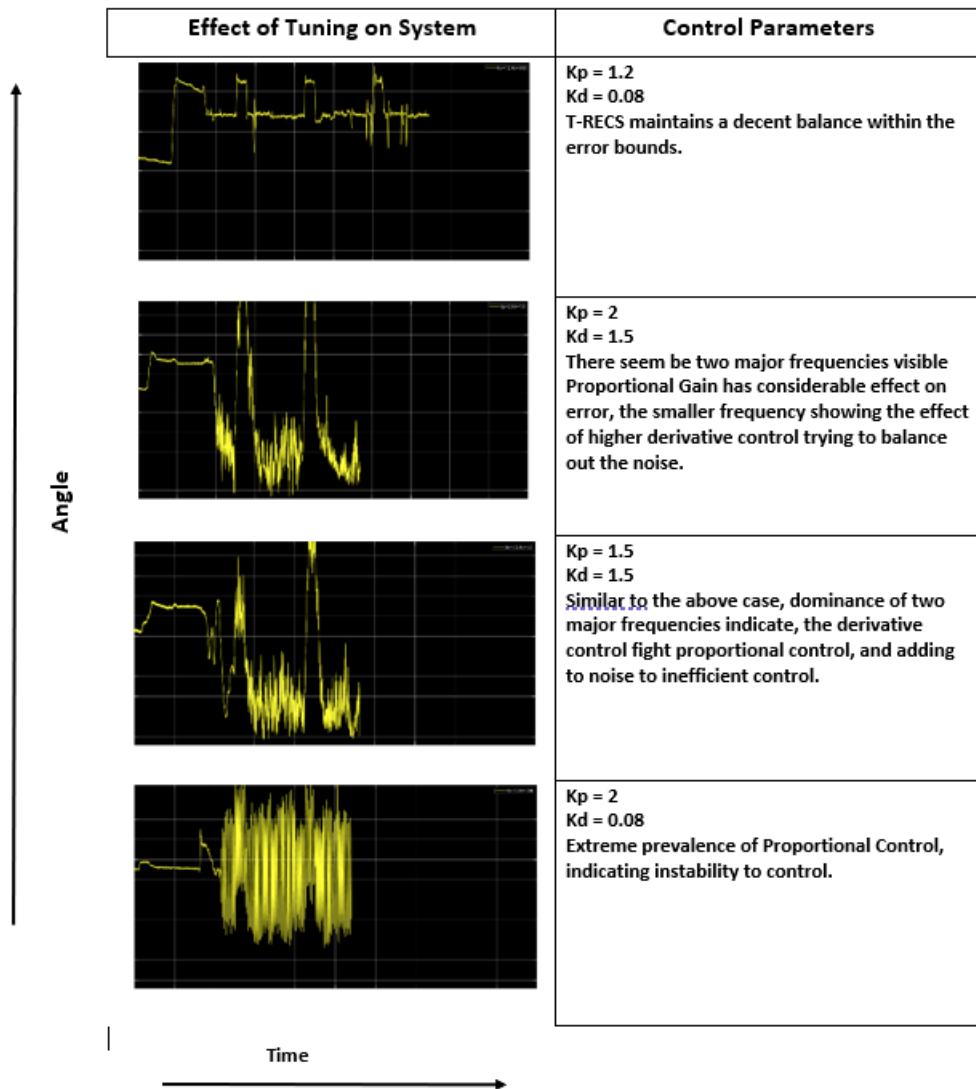 Effect of Tuning on System
Control Parameters
Kp = 1.2
Kd = 0.08
T-RECS maintains a decent balance within the
error bounds.
Kp = 2
Kd = 1.5
There seem be two major frequencies visible
Proportional Gain has considerable effect on
error, the smaller frequency showing the effect
of higher derivative control trying to balance
out the noise.
Kp = 1.5
Kd = 1.5
Similar to the above case, dominance of two
major frequencies indicate, the derivative
control fight proportional control, and adding
to noise to inefficient control.
Kp = 2
Kd = 0.08
Extreme prevalence of Proportional Control,
indicating instability to control.
Angle
Time